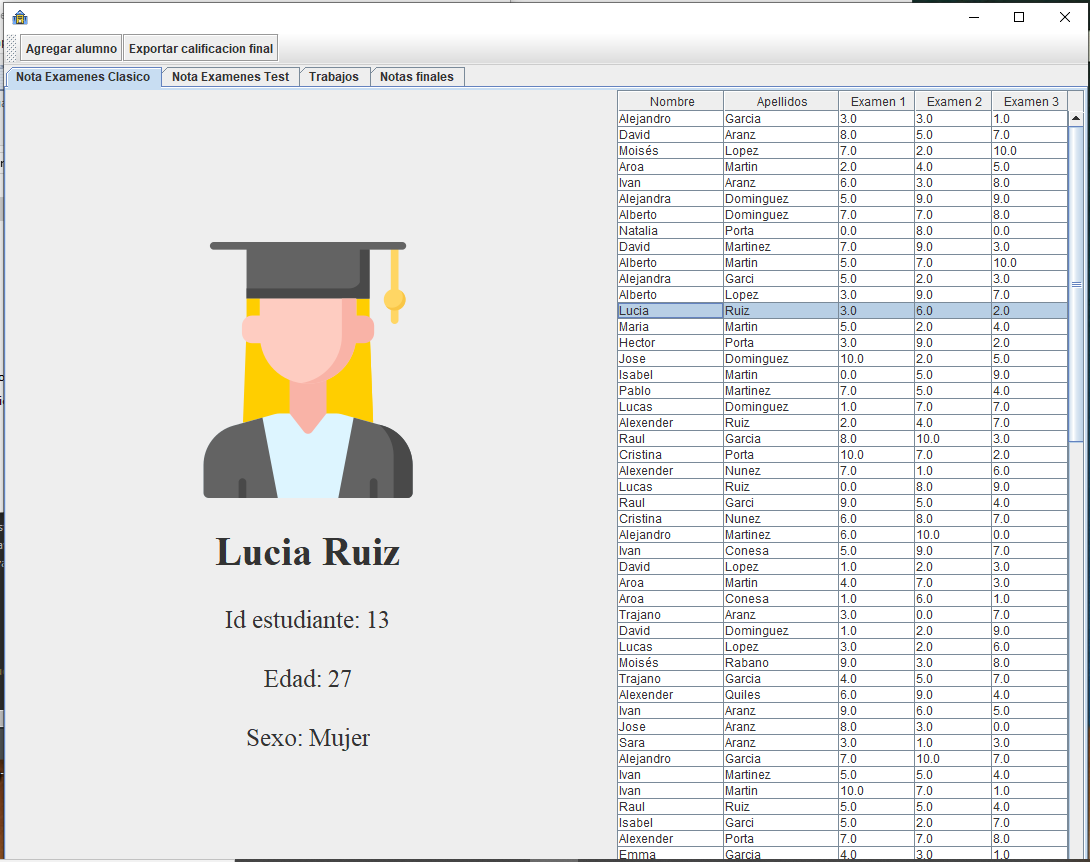 Agregar alumno Exportar calificacion final
Nota Examenes Clasico Nota Examenes Test Trabajos Notas finales
Lucia Ruiz
Id estudiante: 13
Edad: 27
Sexo: Mujer
Nombre Apellidos Examen 1 Examen 2 Examen 3
Alejandro Garcia 3.0 3.0 1.0
David Aranz 8.0 5.0 7.0
Moisés Lopez 7.0 2.0 10.0
Aroa Martin 2.0 4.0 5.0
Ivan Aranz 6.0 3.0 8.0
Alejandra Dominguez 5.0 9.0 9.0
Alberto Dominguez 7.0 7.0 8.0
Natalia Porta 0.0 8.0 0.0
David Martinez 7.0 9.0 3.0
Alberto Martin 5.0 7.0 10.0
Alejandra Garci 5.0 2.0 3.0
Alberto Lopez 3.0 9.0 7.0
Lucia Ruiz 3.0 6.0 2.0
Maria Martin 5.0 2.0 4.0
Hector Porta 3.0 9.0 2.0
Jose Dominguez 10.0 2.0 5.0
Isabel Martin 0.0 5.0 9.0
Pablo Martinez 7.0 5.0 4.0
Lucas Dominguez 1.0 7.0 7.0
Alexender Ruiz 2.0 4.0 7.0
Raul Garcia 8.0 10.0 3.0
Cristina Porta 10.0 7.0 2.0
Alexender Nunez 7.0 1.0 6.0
Lucas Ruiz 0.0 8.0 9.0
Raul Garci 9.0 5.0 4.0
Cristina Nunez 6.0 8.0 7.0
Alejandro Martinez 6.0 10.0 0.0
Ivan Conesa 5.0 9.0 7.0
David Lopez 1.0 2.0 3.0
Aroa Martin 4.0 7.0 3.0
Aroa Conesa 1.0 6.0 1.0
Trajano Aranz 3.0 0.0 7.0
David Dominguez 1.0 2.0 9.0
Lucas Lopez 3.0 2.0 6.0
Moisés Rabano 9.0 3.0 8.0
Trajano Garcia 4.0 5.0 7.0
Alexender Quiles 6.0 9.0 4.0
Ivan Aranz 9.0 6.0 5.0
Jose Aranz 8.0 3.0 0.0
Sara Aranz 3.0 1.0 3.0
Alejandro Garcia 7.0 10.0 7.0
Ivan Martinez 5.0 5.0 4.0
Ivan Martin 10.0 7.0 1.0
Raul Ruiz 5.0 5.0 4.0
Isabel Garci 5.0 2.0 7.0
Alexender Porta 7.0 7.0 8.0
Emma Garcia 4.0 3.0 1.0